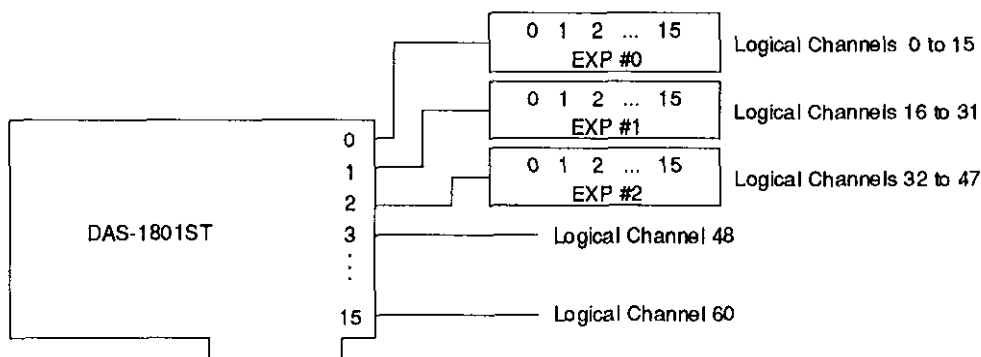 0 1 2 ... 15
EXP #0
Logical Channels 0 to 15
0 1 2 ... 15
EXP #1
Logical Channels 16 to 31
0 1 2 ... 15
EXP #2
Logical Channels 32 to 47
DAS-1801ST
0
1
2
3
Logical Channel 48
15
Logical Channel 60